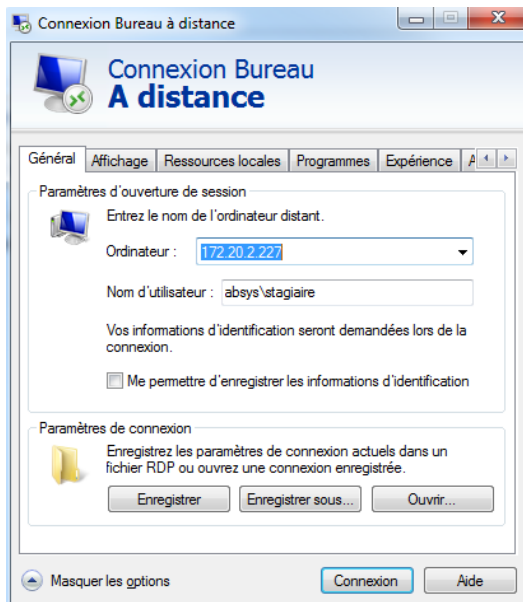 Connexion Bureau à distance
Connexion Bureau
A distance
Général Affichage Ressources locales Programmes Expérience
Paramètres d'ouverture de session
Entrez le nom de l'ordinateur distant.
Ordinateur : 172.20.2.227
Nom d'utilisateur : absys\stagiaire
Vos informations d'identification seront demandées lors de la
connexion.
Me permettre d'enregistrer les informations d'identification
Paramètres de connexion
Enregistrez les paramètres de connexion actuels dans un
fichier RDP ou ouvrez une connexion enregistrée.
Enregistrer Enregistrer sous... Ouvrir...
Masquer les options Connexion Aide